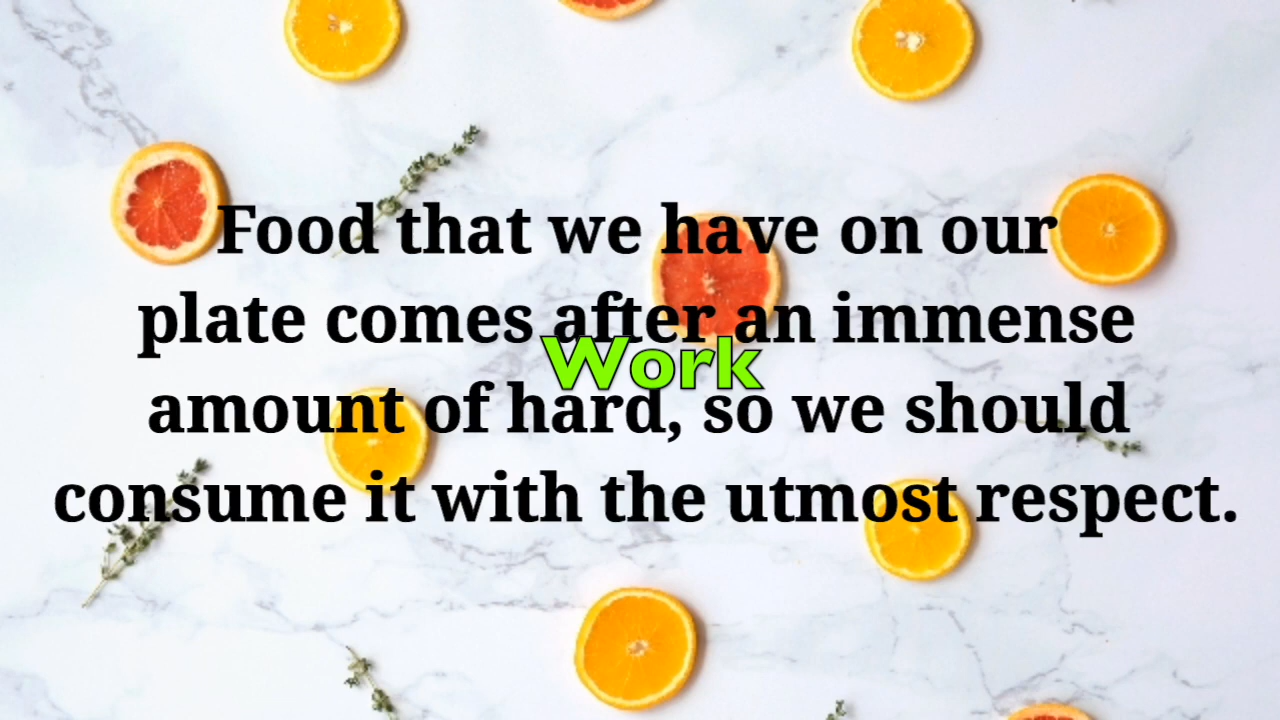 Food that we have on our
plate comes after an immense
Work
amount of hard, so we should
consume it with the utmost respect.